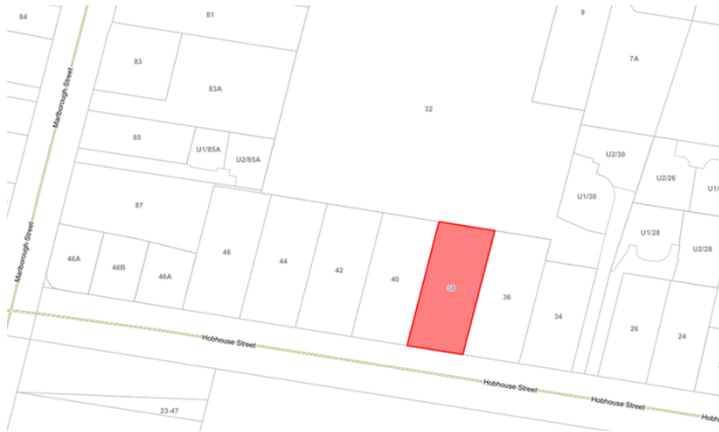 84
81
9
Marlborough Street
83
83A
7A
32
85
U1/85A
U2/85A
U2/30
U2/26
U1/30
87
U1/28
U2/28
Marlborough Street
46A
46B
46A
46
44
42
40
38
36
34
26
24
Hobhouse Street
Hobhouse Street
Hobhouse Street
23-47